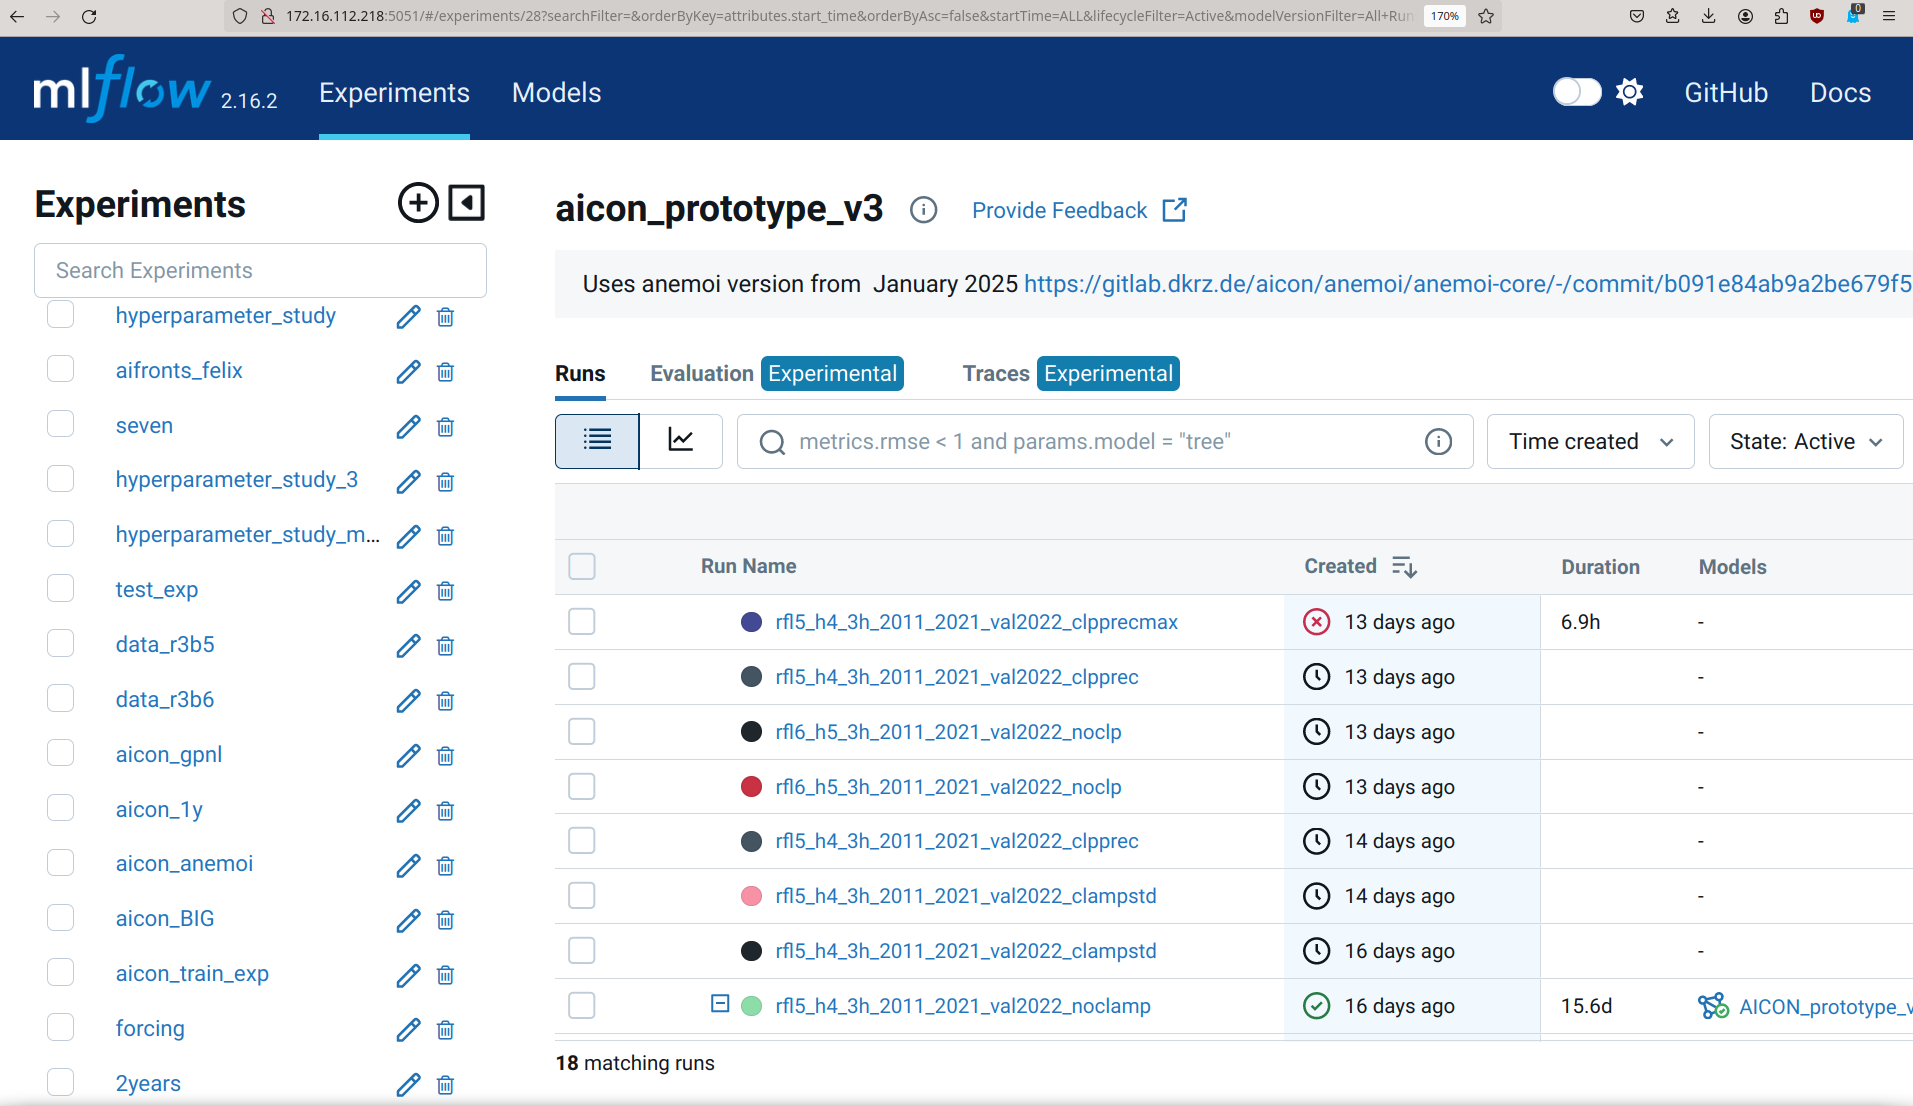 172.16.112.218:5051/#/experiments/28?searchFilter=&orderByKey=attributes.start_time&orderByAsc=false&startTime=ALL&lifecycleFilter=Active&modelVersionFilter=All+Run
170%
0
mlflow 2.16.2
Experiments
Models
GitHub
Docs
Experiments
Search Experiments
hyperparameter_study
aifronts_felix
seven
hyperparameter_study_3
hyperparameter_study_m...
test_exp
data_r3b5
data_r3b6
aicon_gpnl
aicon_1y
aicon_anemoi
aicon_BIG
aicon_train_exp
forcing
2years
aicon_prototype_v3
Provide Feedback
Uses anemoi version from January 2025 https://gitlab.dkrz.de/aicon/anemoi/anemoi-core/-/commit/b091e84ab9a2be679f5
Runs
Evaluation Experimental
Traces Experimental
metrics.rmse < 1 and params.model = "tree"
Time created
State: Active
Run Name Created Duration Models
rfl5_h4_3h_2011_2021_val2022_clpprecmax 13 days ago 6.9h -
rfl5_h4_3h_2011_2021_val2022_clpprec 13 days ago -
rfl6_h5_3h_2011_2021_val2022_noclp 13 days ago -
rfl6_h5_3h_2011_2021_val2022_noclp 13 days ago -
rfl5_h4_3h_2011_2021_val2022_clpprec 14 days ago -
rfl5_h4_3h_2011_2021_val2022_clampstd 14 days ago -
rfl5_h4_3h_2011_2021_val2022_clampstd 16 days ago -
rfl5_h4_3h_2011_2021_val2022_noclamp 16 days ago 15.6d AICON_prototype_v
18 matching runs